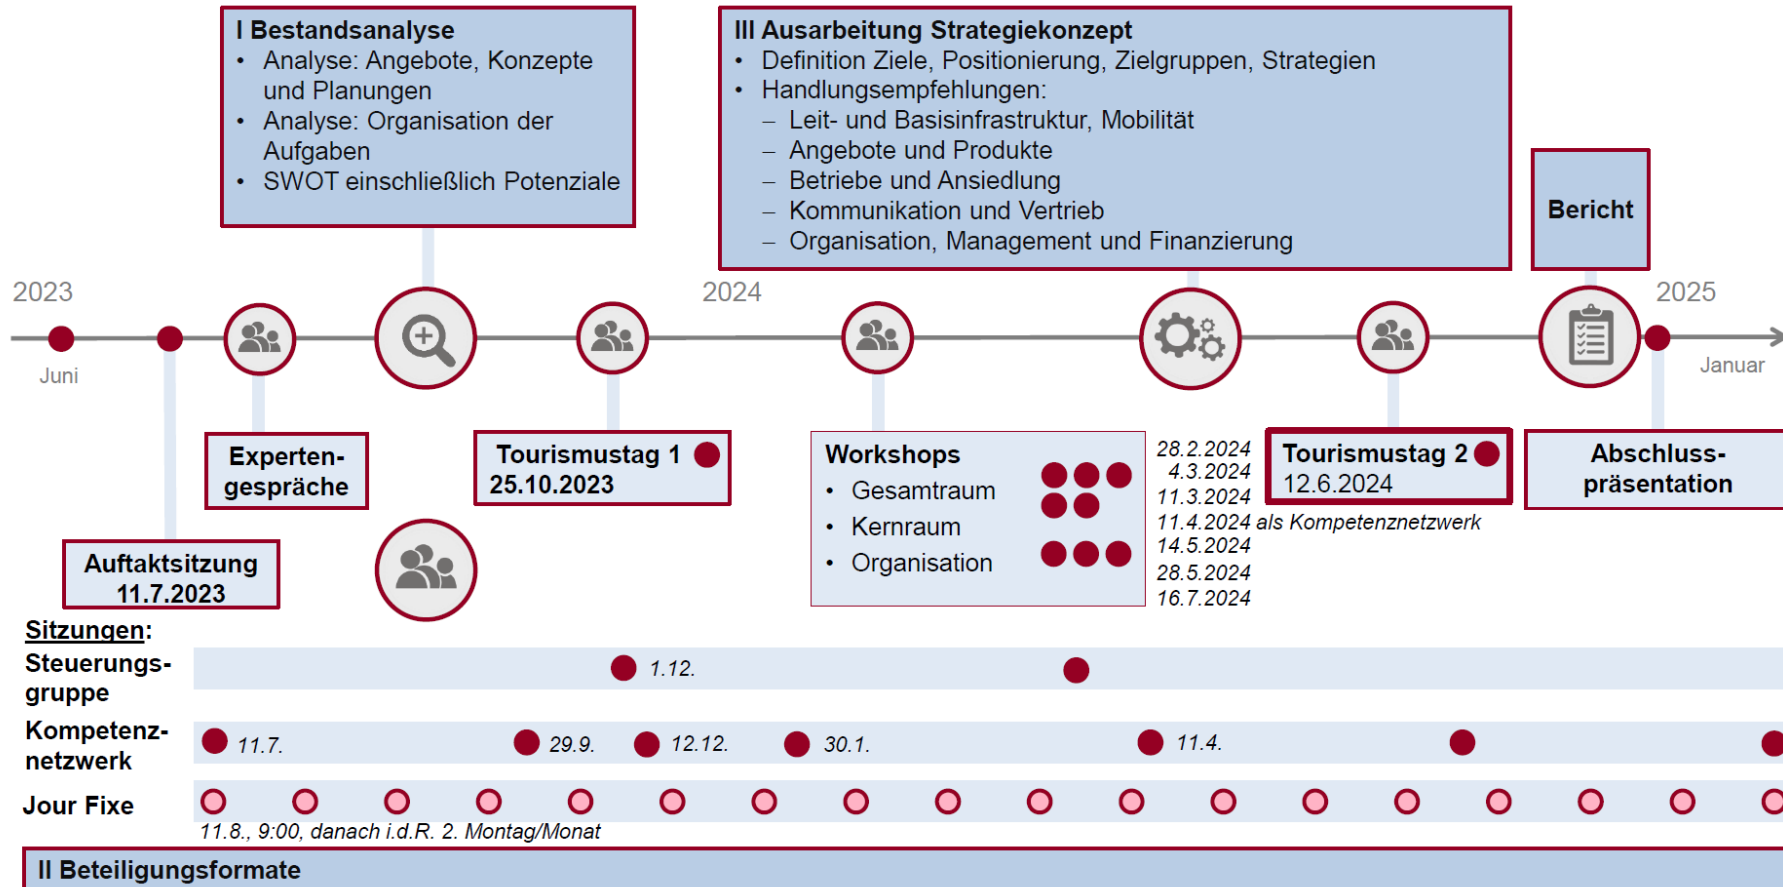 I Bestandsanalyse
• Analyse: Angebote, Konzepte
und Planungen
• Analyse: Organisation der
Aufgaben
• SWOT einschließlich Potenziale
III Ausarbeitung Strategiekonzept
• Definition Ziele, Positionierung, Zielgruppen, Strategien
• Handlungsempfehlungen:
– Leit- und Basisinfrastruktur, Mobilität
– Angebote und Produkte
– Betriebe und Ansiedlung
– Kommunikation und Vertrieb
– Organisation, Management und Finanzierung
Bericht
2023
2024
2025
Juni
Januar
Experten-
gespräche
Tourismustag 1
25.10.2023
Workshops
• Gesamtraum
• Kernraum
• Organisation
28.2.2024
4.3.2024
11.3.2024
11.4.2024 als Kompetenznetzwerk
14.5.2024
28.5.2024
16.7.2024
Tourismustag 2
12.6.2024
Abschluss-
präsentation
Auftaktsitzung
11.7.2023
Sitzungen:
Steuerungs-
gruppe
1.12.
Kompetenz-
netzwerk
11.7.
29.9.
12.12.
30.1.
11.4.
Jour Fixe
11.8., 9:00, danach i.d.R. 2. Montag/Monat
II Beteiligungsformate